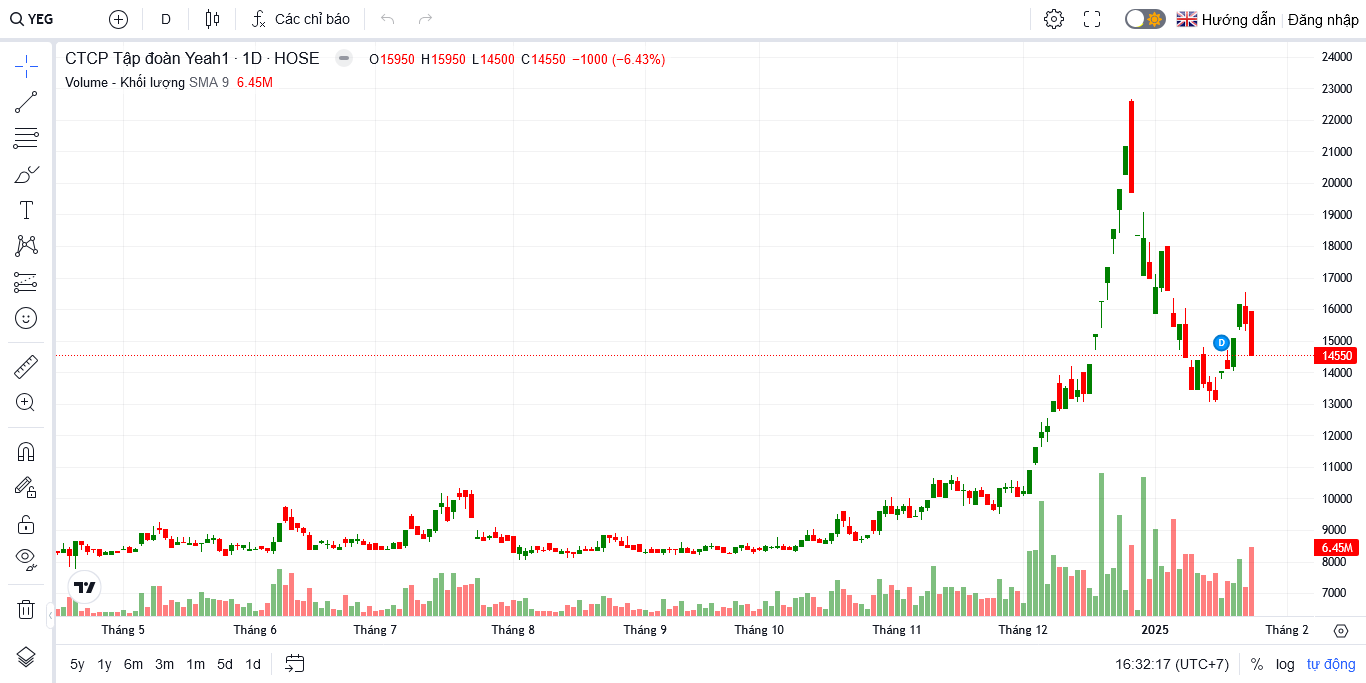 YEG D Các chỉ báo Hướng dẫn Đăng nhập
CTCP Tập đoàn Yeah1 · 1D · HOSE O15950 H15950 L14500 C14550 −1000 (−6.43%)
Volume - Khối lượng SMA 9 6.45M
24000
23000
22000
21000
20000
19000
18000
17000
16000
15000
14550
14000
13000
12000
11000
10000
9000
6.45M
8000
7000
D
Tháng 5 Tháng 6 Tháng 7 Tháng 8 Tháng 9 Tháng 10 Tháng 11 Tháng 12 2025 Tháng 2
5y 1y 6m 3m 1m 5d 1d 16:32:17 (UTC+7) % log tự động